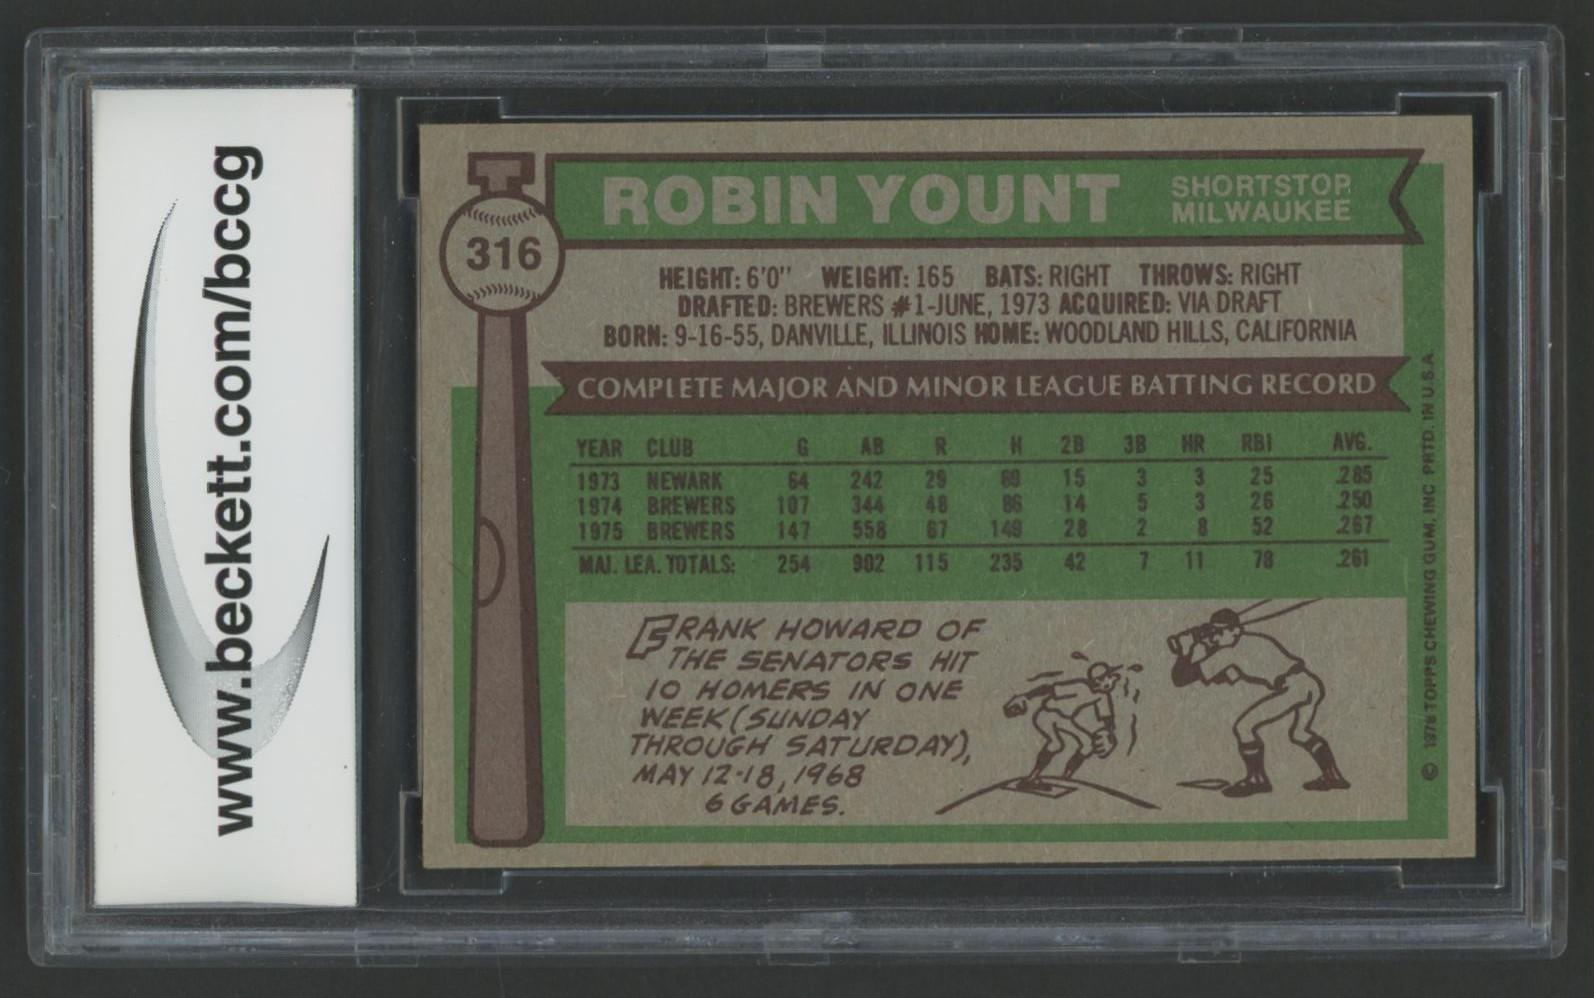 www.beckett.com/bccg
316
ROBIN YOUNT
SHORTSTOP
MILWAUKEE
HEIGHT: 6'0" WEIGHT: 165 BATS: RIGHT THROWS: RIGHT
DRAFTED: BREWERS #1-JUNE, 1973 ACQUIRED: VIA DRAFT
BORN: 9-16-55, DANVILLE, ILLINOIS HOME: WOODLAND HILLS, CALIFORNIA
COMPLETE MAJOR AND MINOR LEAGUE BATTING RECORD
YEAR CLUB G AB R H 2B 3B HR RBI AVG.
1973 NEWARK 64 242 29 69 15 3 3 25 .285
1974 BREWERS 107 344 48 86 14 5 3 26 .250
1975 BREWERS 147 558 67 149 28 2 8 52 .267
MAJ. LEA. TOTALS: 254 902 115 235 42 7 11 78 .261
FRANK HOWARD OF
THE SENATORS HIT
10 HOMERS IN ONE
WEEK (SUNDAY
THROUGH SATURDAY),
MAY 12-18, 1968
6 GAMES.
© 1976 TOPPS CHEWING GUM, INC PRTD. IN U.S.A.